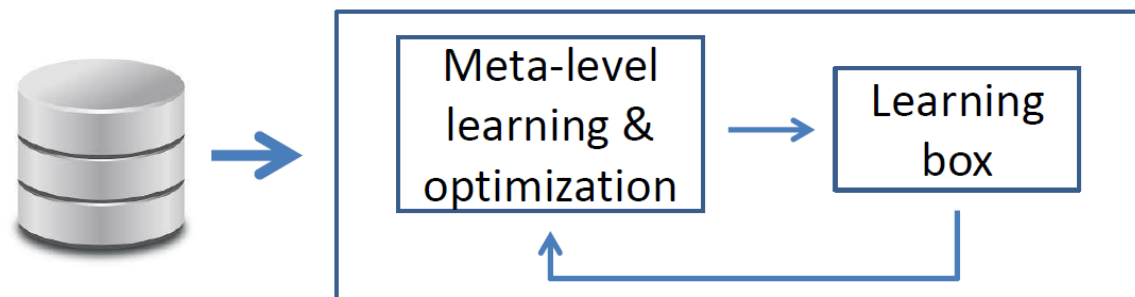 Meta-level
learning &
optimization
Learning
box